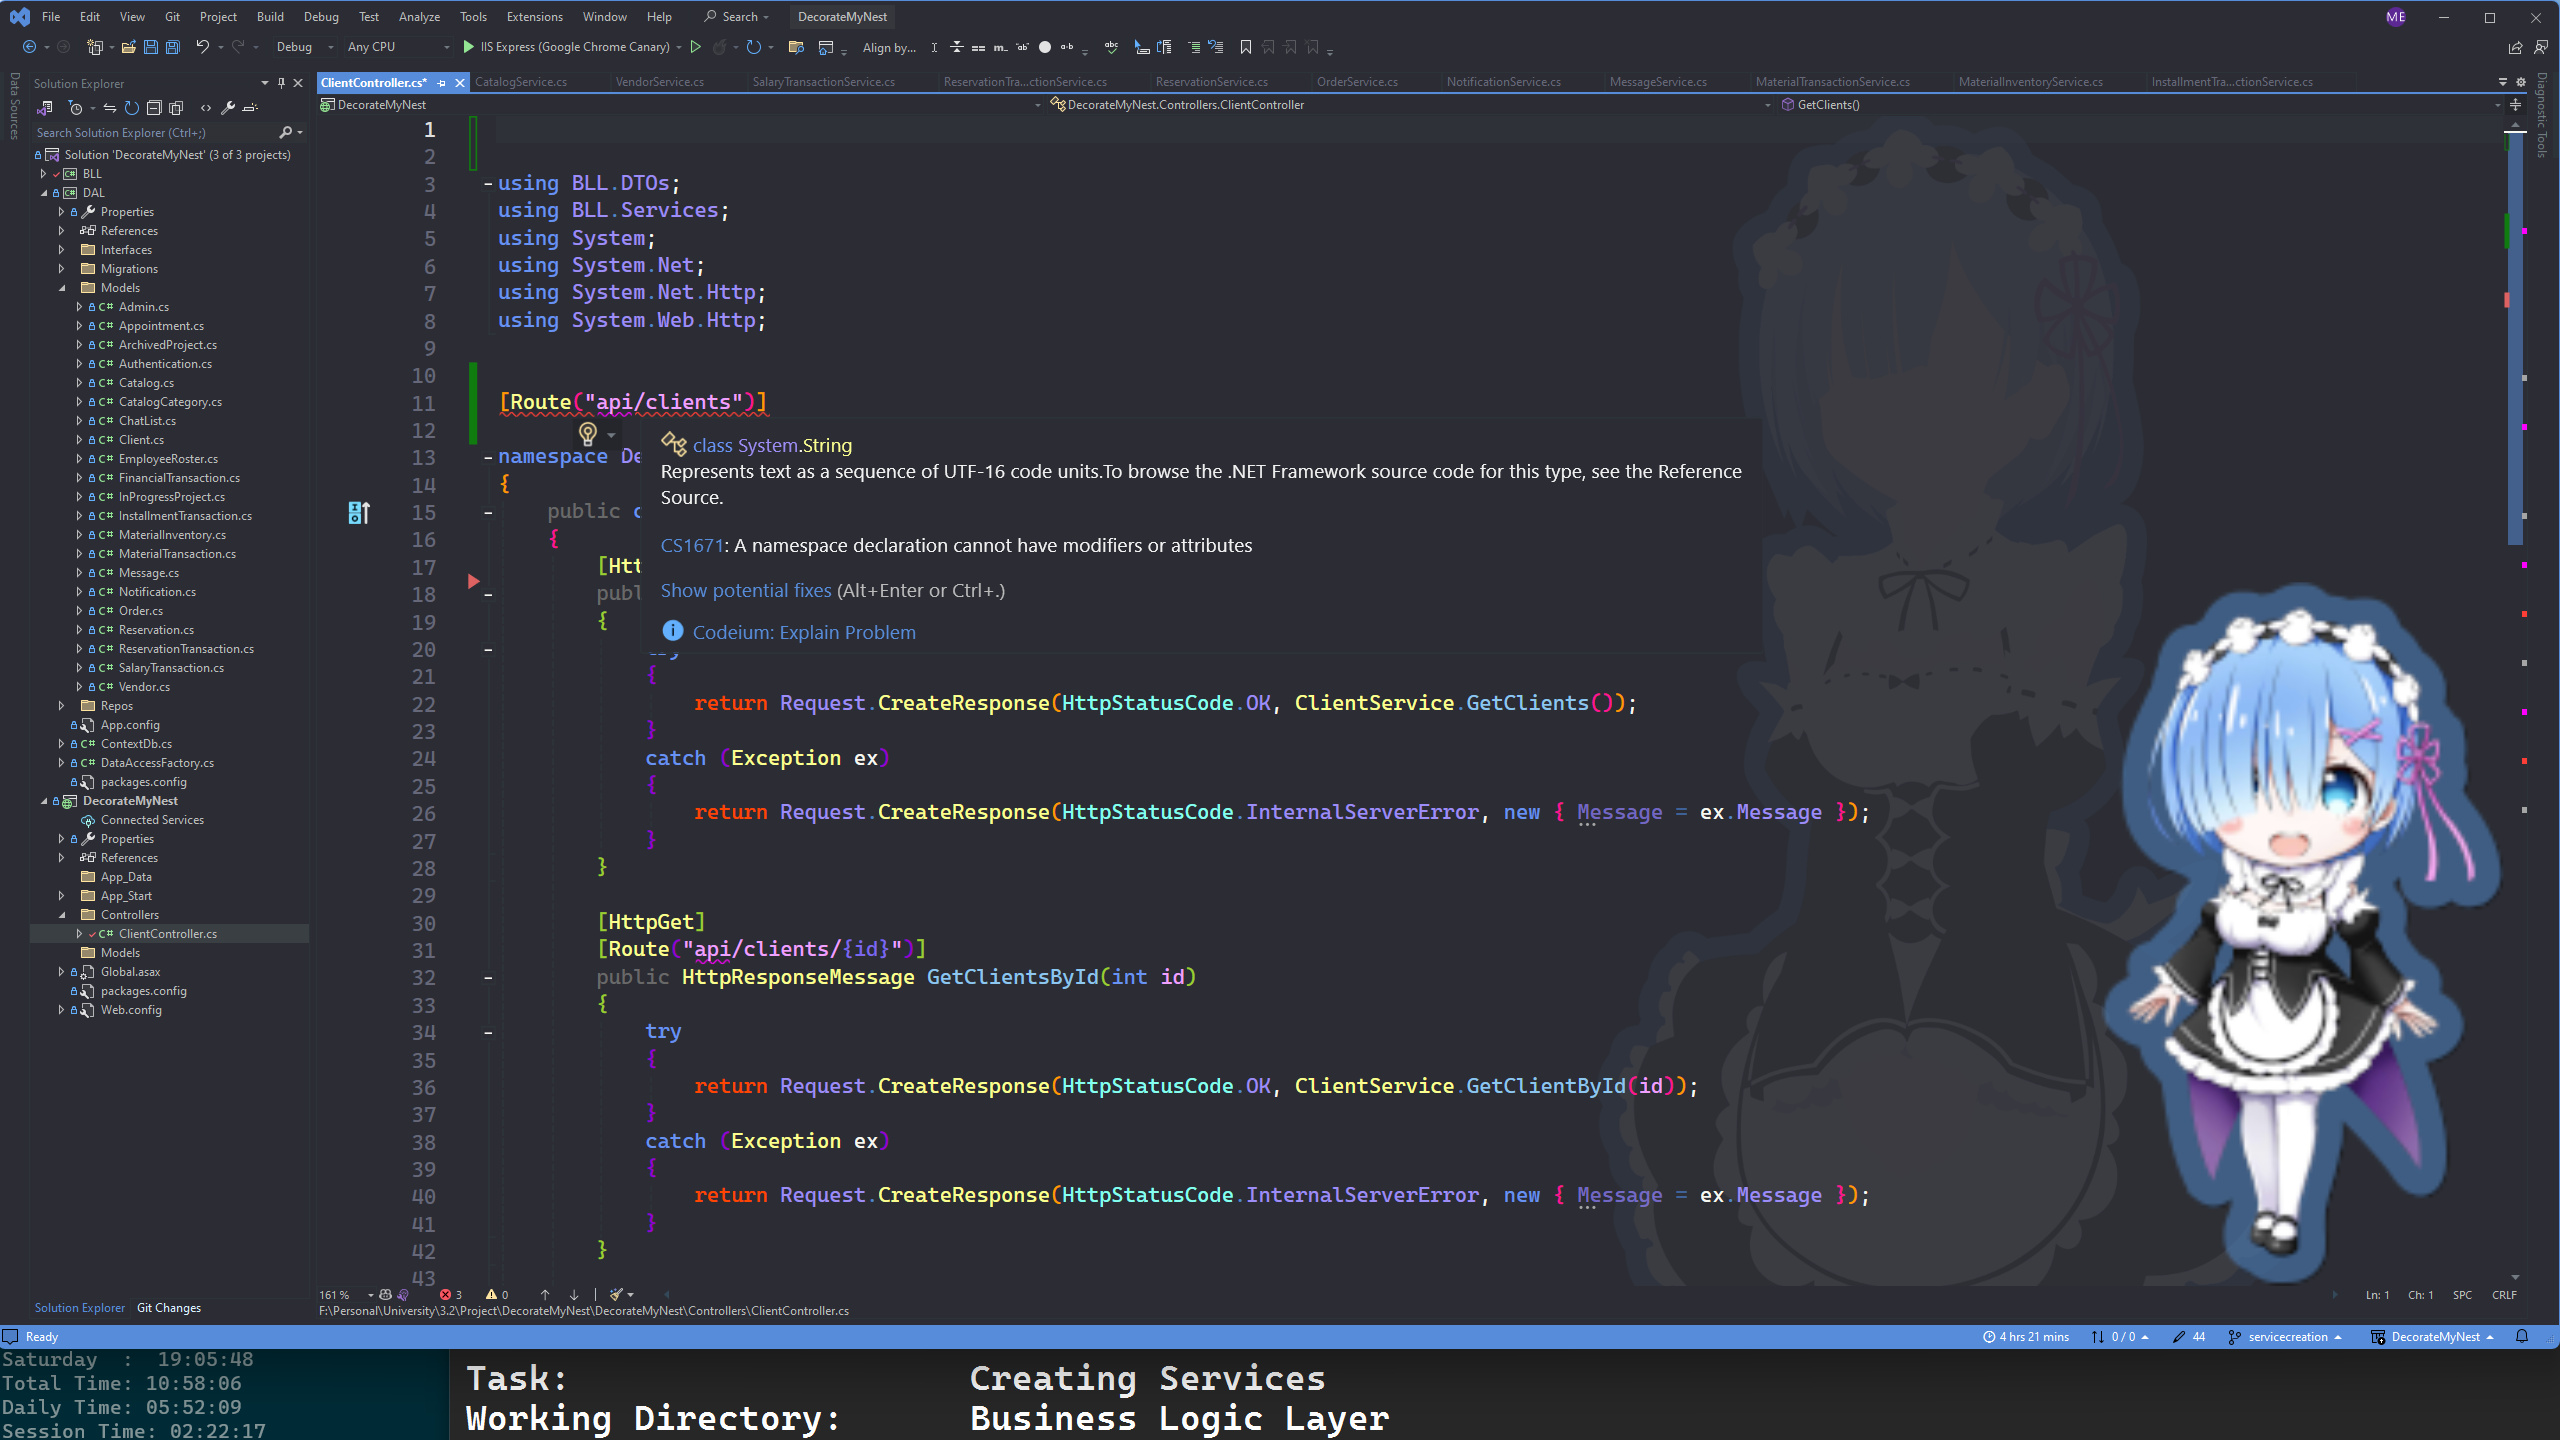 File Edit View Git Project Build Debug Test Analyze Tools Extensions Window Help Search DecorateMyNest ME
Debug Any CPU IIS Express (Google Chrome Canary) Align by...
Data Sources
Solution Explorer
Search Solution Explorer (Ctrl+;)
Solution 'DecorateMyNest' (3 of 3 projects)
BLL
DAL
Properties
References
Interfaces
Migrations
Models
C# Admin.cs
C# Appointment.cs
C# ArchivedProject.cs
C# Authentication.cs
C# Catalog.cs
C# CatalogCategory.cs
C# ChatList.cs
C# Client.cs
C# EmployeeRoster.cs
C# FinancialTransaction.cs
C# InProgressProject.cs
C# InstallmentTransaction.cs
C# MaterialInventory.cs
C# MaterialTransaction.cs
C# Message.cs
C# Notification.cs
C# Order.cs
C# Reservation.cs
C# ReservationTransaction.cs
C# SalaryTransaction.cs
C# Vendor.cs
Repos
App.config
C# ContextDb.cs
C# DataAccessFactory.cs
packages.config
DecorateMyNest
Connected Services
Properties
References
App_Data
App_Start
Controllers
C# ClientController.cs
Models
Global.asax
packages.config
Web.config
Solution Explorer Git Changes
ClientController.cs* CatalogService.cs VendorService.cs SalaryTransactionService.cs ReservationTra...ctionService.cs ReservationService.cs OrderService.cs NotificationService.cs MessageService.cs MaterialTransactionService.cs MaterialInventoryService.cs InstallmentTra...ctionService.cs
DecorateMyNest DecorateMyNest.Controllers.ClientController GetClients()
Diagnostic Tools
1
2
3 using BLL.DTOs;
4 using BLL.Services;
5 using System;
6 using System.Net;
7 using System.Net.Http;
8 using System.Web.Http;
9
10
11 [Route("api/clients")]
12
13 namespace De
14 {
15 public c
16 {
17 [Htt
18 publ
19 {
20 try
21 {
22 return Request.CreateResponse(HttpStatusCode.OK, ClientService.GetClients());
23 }
24 catch (Exception ex)
25 {
26 return Request.CreateResponse(HttpStatusCode.InternalServerError, new { Message = ex.Message });
27 }
28 }
29
30 [HttpGet]
31 [Route("api/clients/{id}")]
32 public HttpResponseMessage GetClientsById(int id)
33 {
34 try
35 {
36 return Request.CreateResponse(HttpStatusCode.OK, ClientService.GetClientById(id));
37 }
38 catch (Exception ex)
39 {
40 return Request.CreateResponse(HttpStatusCode.InternalServerError, new { Message = ex.Message });
41 }
42 }
43
class System.String
Represents text as a sequence of UTF-16 code units.To browse the .NET Framework source code for this type, see the Reference
Source.
CS1671: A namespace declaration cannot have modifiers or attributes
Show potential fixes (Alt+Enter or Ctrl+.)
Codeium: Explain Problem
161 % 3 0 Ln: 1 Ch: 1 SPC CRLF
F:\Personal\University\3.2\Project\DecorateMyNest\DecorateMyNest\Controllers\ClientController.cs
Ready 4 hrs 21 mins 0 / 0 44 servicecreation DecorateMyNest
Saturday : 19:05:48
Total Time: 10:58:06
Daily Time: 05:52:09
Session Time: 02:22:17
Task: Creating Services
Working Directory: Business Logic Layer